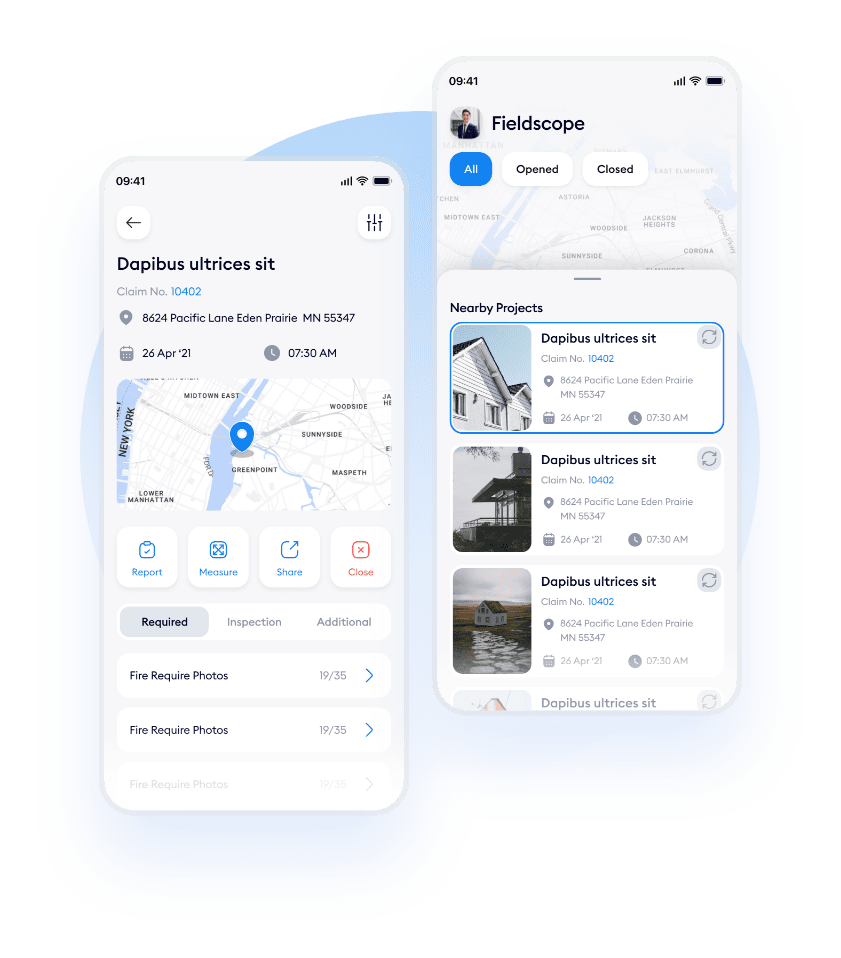 09:41
Dapibus ultrices sit
Claim No. 10402
8624 Pacific Lane Eden Prairie MN 55347
26 Apr ‘21
07:30 AM
MIDTOWN EAST
WOODSIDE
NEW YORK
SUNNYSIDE
GREENPOINT
MASPETH
LOWER
MANHATTAN
Report
Measure
Share
Close
Required
Inspection
Additional
Fire Require Photos
19/35
Fire Require Photos
19/35
Fire Require Photos
19/35
09:41
Fieldscope
MANHATTAN
All
Opened
Closed
EAST ELMHURST
ASTORIA
MIDTOWN EAST
JACKSON
HEIGHTS
WOODSIDE
Grand Central Pkwy
SUNNYSIDE
CORONA
ELMHURST
Nearby Projects
Dapibus ultrices sit
Claim No. 10402
8624 Pacific Lane Eden Prairie
MN 55347
26 Apr ‘21
07:30 AM
Dapibus ultrices sit
Claim No. 10402
8624 Pacific Lane Eden Prairie
MN 55347
26 Apr ‘21
07:30 AM
Dapibus ultrices sit
Claim No. 10402
8624 Pacific Lane Eden Prairie
MN 55347
26 Apr ‘21
07:30 AM
Dapibus ultrices sit